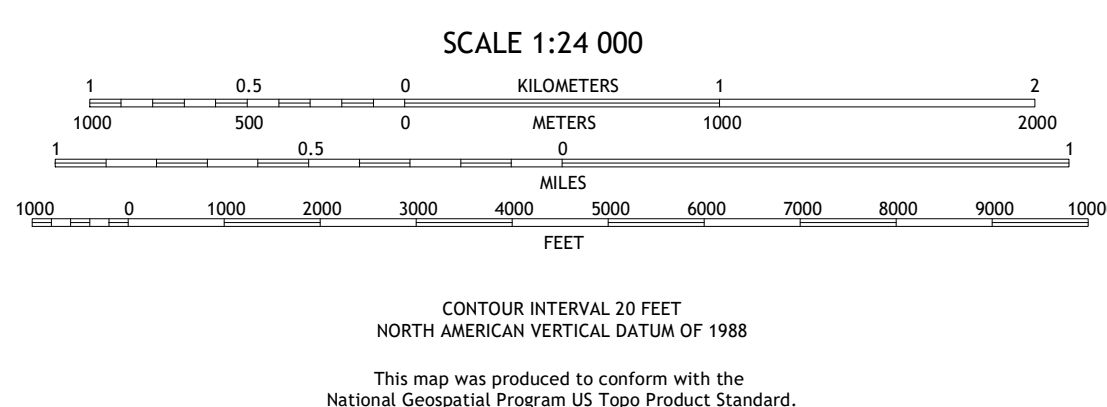 SCALE 1:24 000
1 0.5 0 KILOMETERS 1 2
1000 500 0 METERS 1000 2000
1 0.5 0 1
MILES
1000 0 1000 2000 3000 4000 5000 6000 7000 8000 9000 1000
FEET
CONTOUR INTERVAL 20 FEET
NORTH AMERICAN VERTICAL DATUM OF 1988
This map was produced to conform with the
National Geospatial Program US Topo Product Standard.